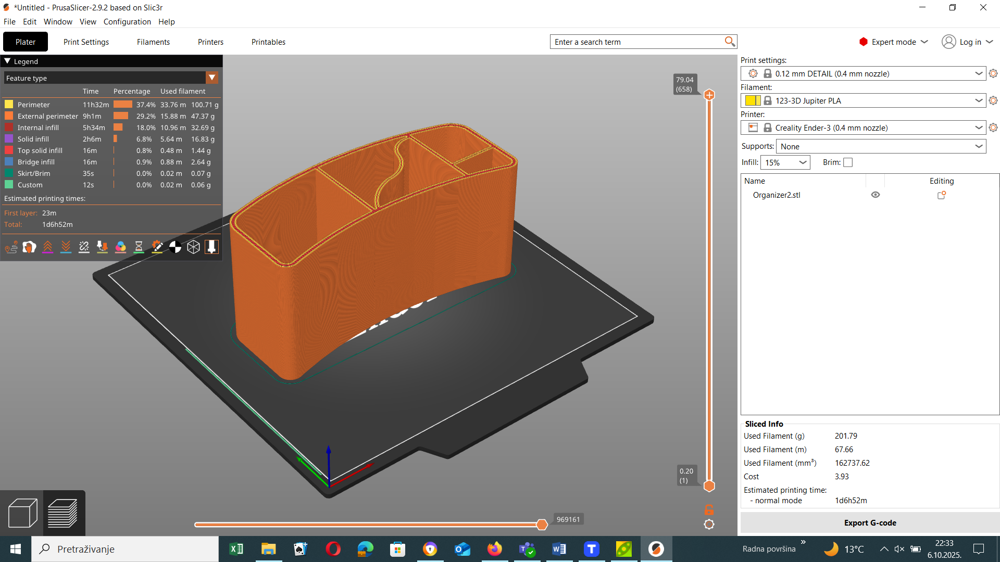 *Untitled - PrusaSlicer-2.9.2 based on Slic3r
File Edit Window View Configuration Help
Plater Print Settings Filaments Printers Printables
Enter a search term
Expert mode Log in
Legend
Feature type
Time Percentage Used filament
Perimeter 11h32m 37.4% 33.76 m 100.71 g
External perimeter 9h1m 29.2% 15.88 m 47.37 g
Internal infill 5h34m 18.0% 10.96 m 32.69 g
Solid infill 2h6m 6.8% 5.64 m 16.83 g
Top solid infill 16m 0.8% 0.48 m 1.44 g
Bridge infill 16m 0.9% 0.88 m 2.64 g
Skirt/Brim 35s 0.0% 0.02 m 0.07 g
Custom 12s 0.0% 0.02 m 0.06 g
Estimated printing times:
First layer: 23m
Total: 1d6h52m
79.04
(658)
0.20
(1)
969161
Print settings:
0.12 mm DETAIL (0.4 mm nozzle)
Filament:
123-3D Jupiter PLA
Printer:
Creality Ender-3 (0.4 mm nozzle)
Supports: None
Infill: 15% Brim:
Name Editing
Organizer2.stl
Sliced Info
Used Filament (g) 201.79
Used Filament (m) 67.66
Used Filament (mm³) 162737.62
Cost 3.93
Estimated printing time:
- normal mode 1d6h52m
Export G-code
Pretraživanje
Radna površina
13°C
22:33
6.10.2025.